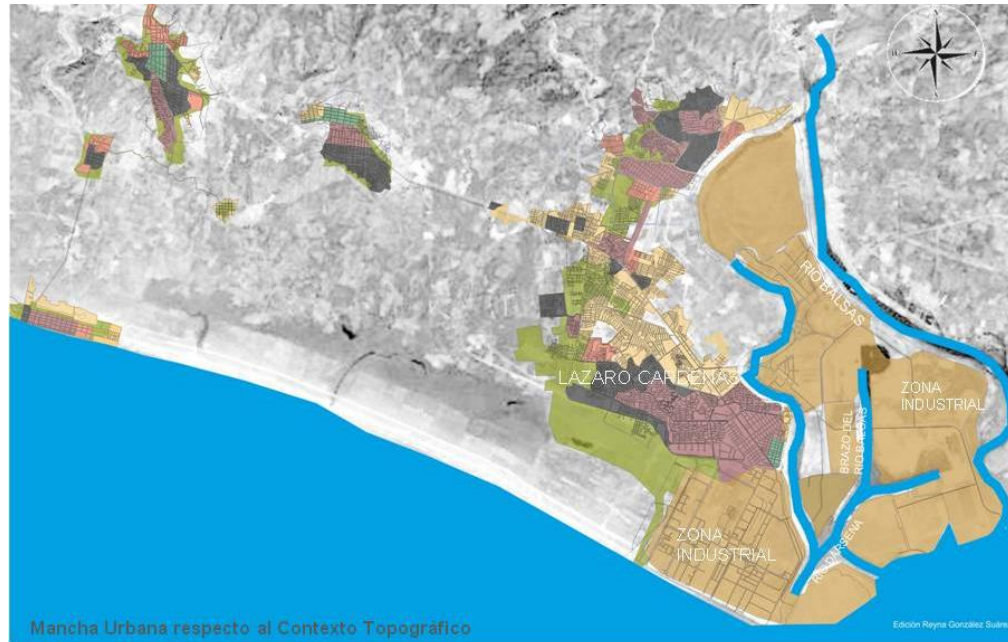 RIO BALSAS
LAZARO CARDENAS
ZONA
INDUSTRIAL
BRAZO DEL
RIO BALSAS
ZONA
INDUSTRIAL
RIO DARSENA
Mancha Urbana respecto al Contexto Topográfico
Edición Reyna González Suárez